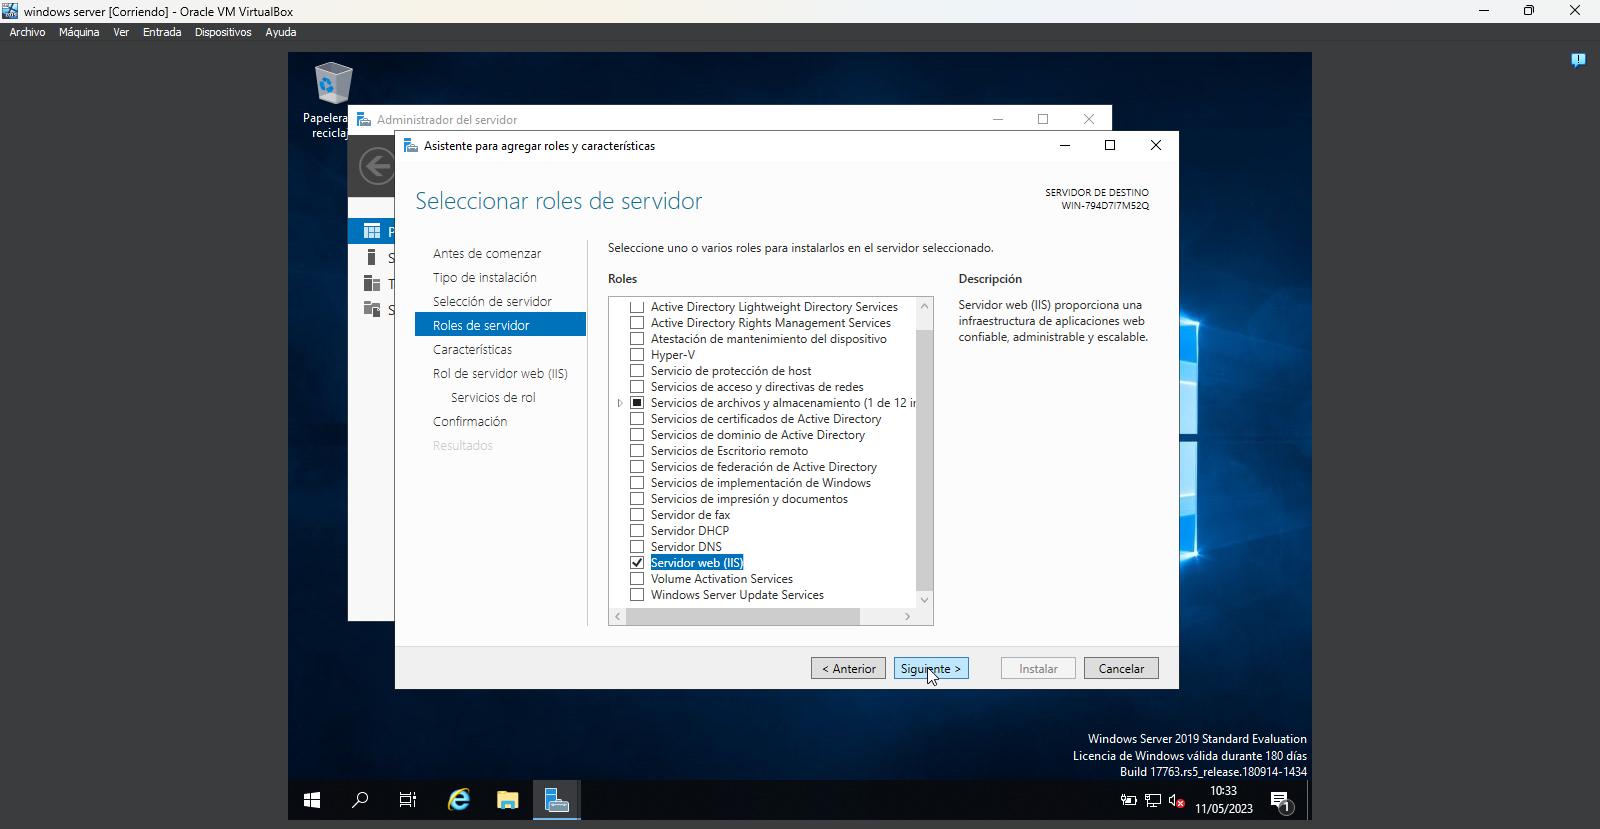 windows server [Corriendo] - Oracle VM VirtualBox
Archivo Máquina Ver Entrada Dispositivos Ayuda
Papelera
recicla
Administrador del servidor
Asistente para agregar roles y características
Seleccionar roles de servidor
SERVIDOR DE DESTINO
WIN-794D7I7M52Q
P
S
T
S
Antes de comenzar
Tipo de instalación
Selección de servidor
Roles de servidor
Características
Rol de servidor web (IIS)
Servicios de rol
Confirmación
Resultados
Seleccione uno o varios roles para instalarlos en el servidor seleccionado.
Roles
Active Directory Lightweight Directory Services
Active Directory Rights Management Services
Atestación de mantenimiento del dispositivo
Hyper-V
Servicio de protección de host
Servicios de acceso y directivas de redes
Servicios de archivos y almacenamiento (1 de 12 in
Servicios de certificados de Active Directory
Servicios de dominio de Active Directory
Servicios de Escritorio remoto
Servicios de federación de Active Directory
Servicios de implementación de Windows
Servicios de impresión y documentos
Servidor de fax
Servidor DHCP
Servidor DNS
Servidor web (IIS)
Volume Activation Services
Windows Server Update Services
Descripción
Servidor web (IIS) proporciona una
infraestructura de aplicaciones web
confiable, administrable y escalable.
< Anterior Siguiente > Instalar Cancelar
Windows Server 2019 Standard Evaluation
Licencia de Windows válida durante 180 días
Build 17763.rs5_release.180914-1434
10:33
11/05/2023
1